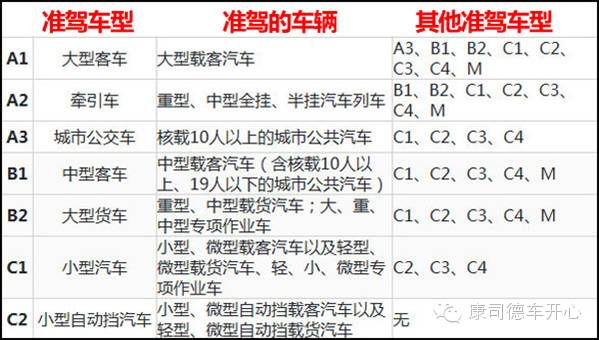 准驾车型 准驾的车辆 其他准驾车型
A1 大型客车 大型载客汽车 A3、B1、B2、C1、C2、
C3、C4、M
A2 牵引车 重型、中型全挂、半挂汽车列车 B1、B2、C1、C2、C3、
C4、M
A3 城市公交车 核载10人以上的城市公共汽车 C1、C2、C3、C4
B1 中型客车 中型载客汽车（含核载10人以
上、19人以下的城市公共汽车） C1、C2、C3、C4、M
B2 大型货车 重型、中型载货汽车；大、重、
中型专项作业车 C1、C2、C3、C4、M
C1 小型汽车 小型、微型载客汽车以及轻型、
微型载货汽车、轻、小、微型专
项作业车 C2、C3、C4
C2 小型自动挡汽车 小型、微型自动挡载客汽车以及
轻型、微型自动挡载货汽车 无
康司德车开心